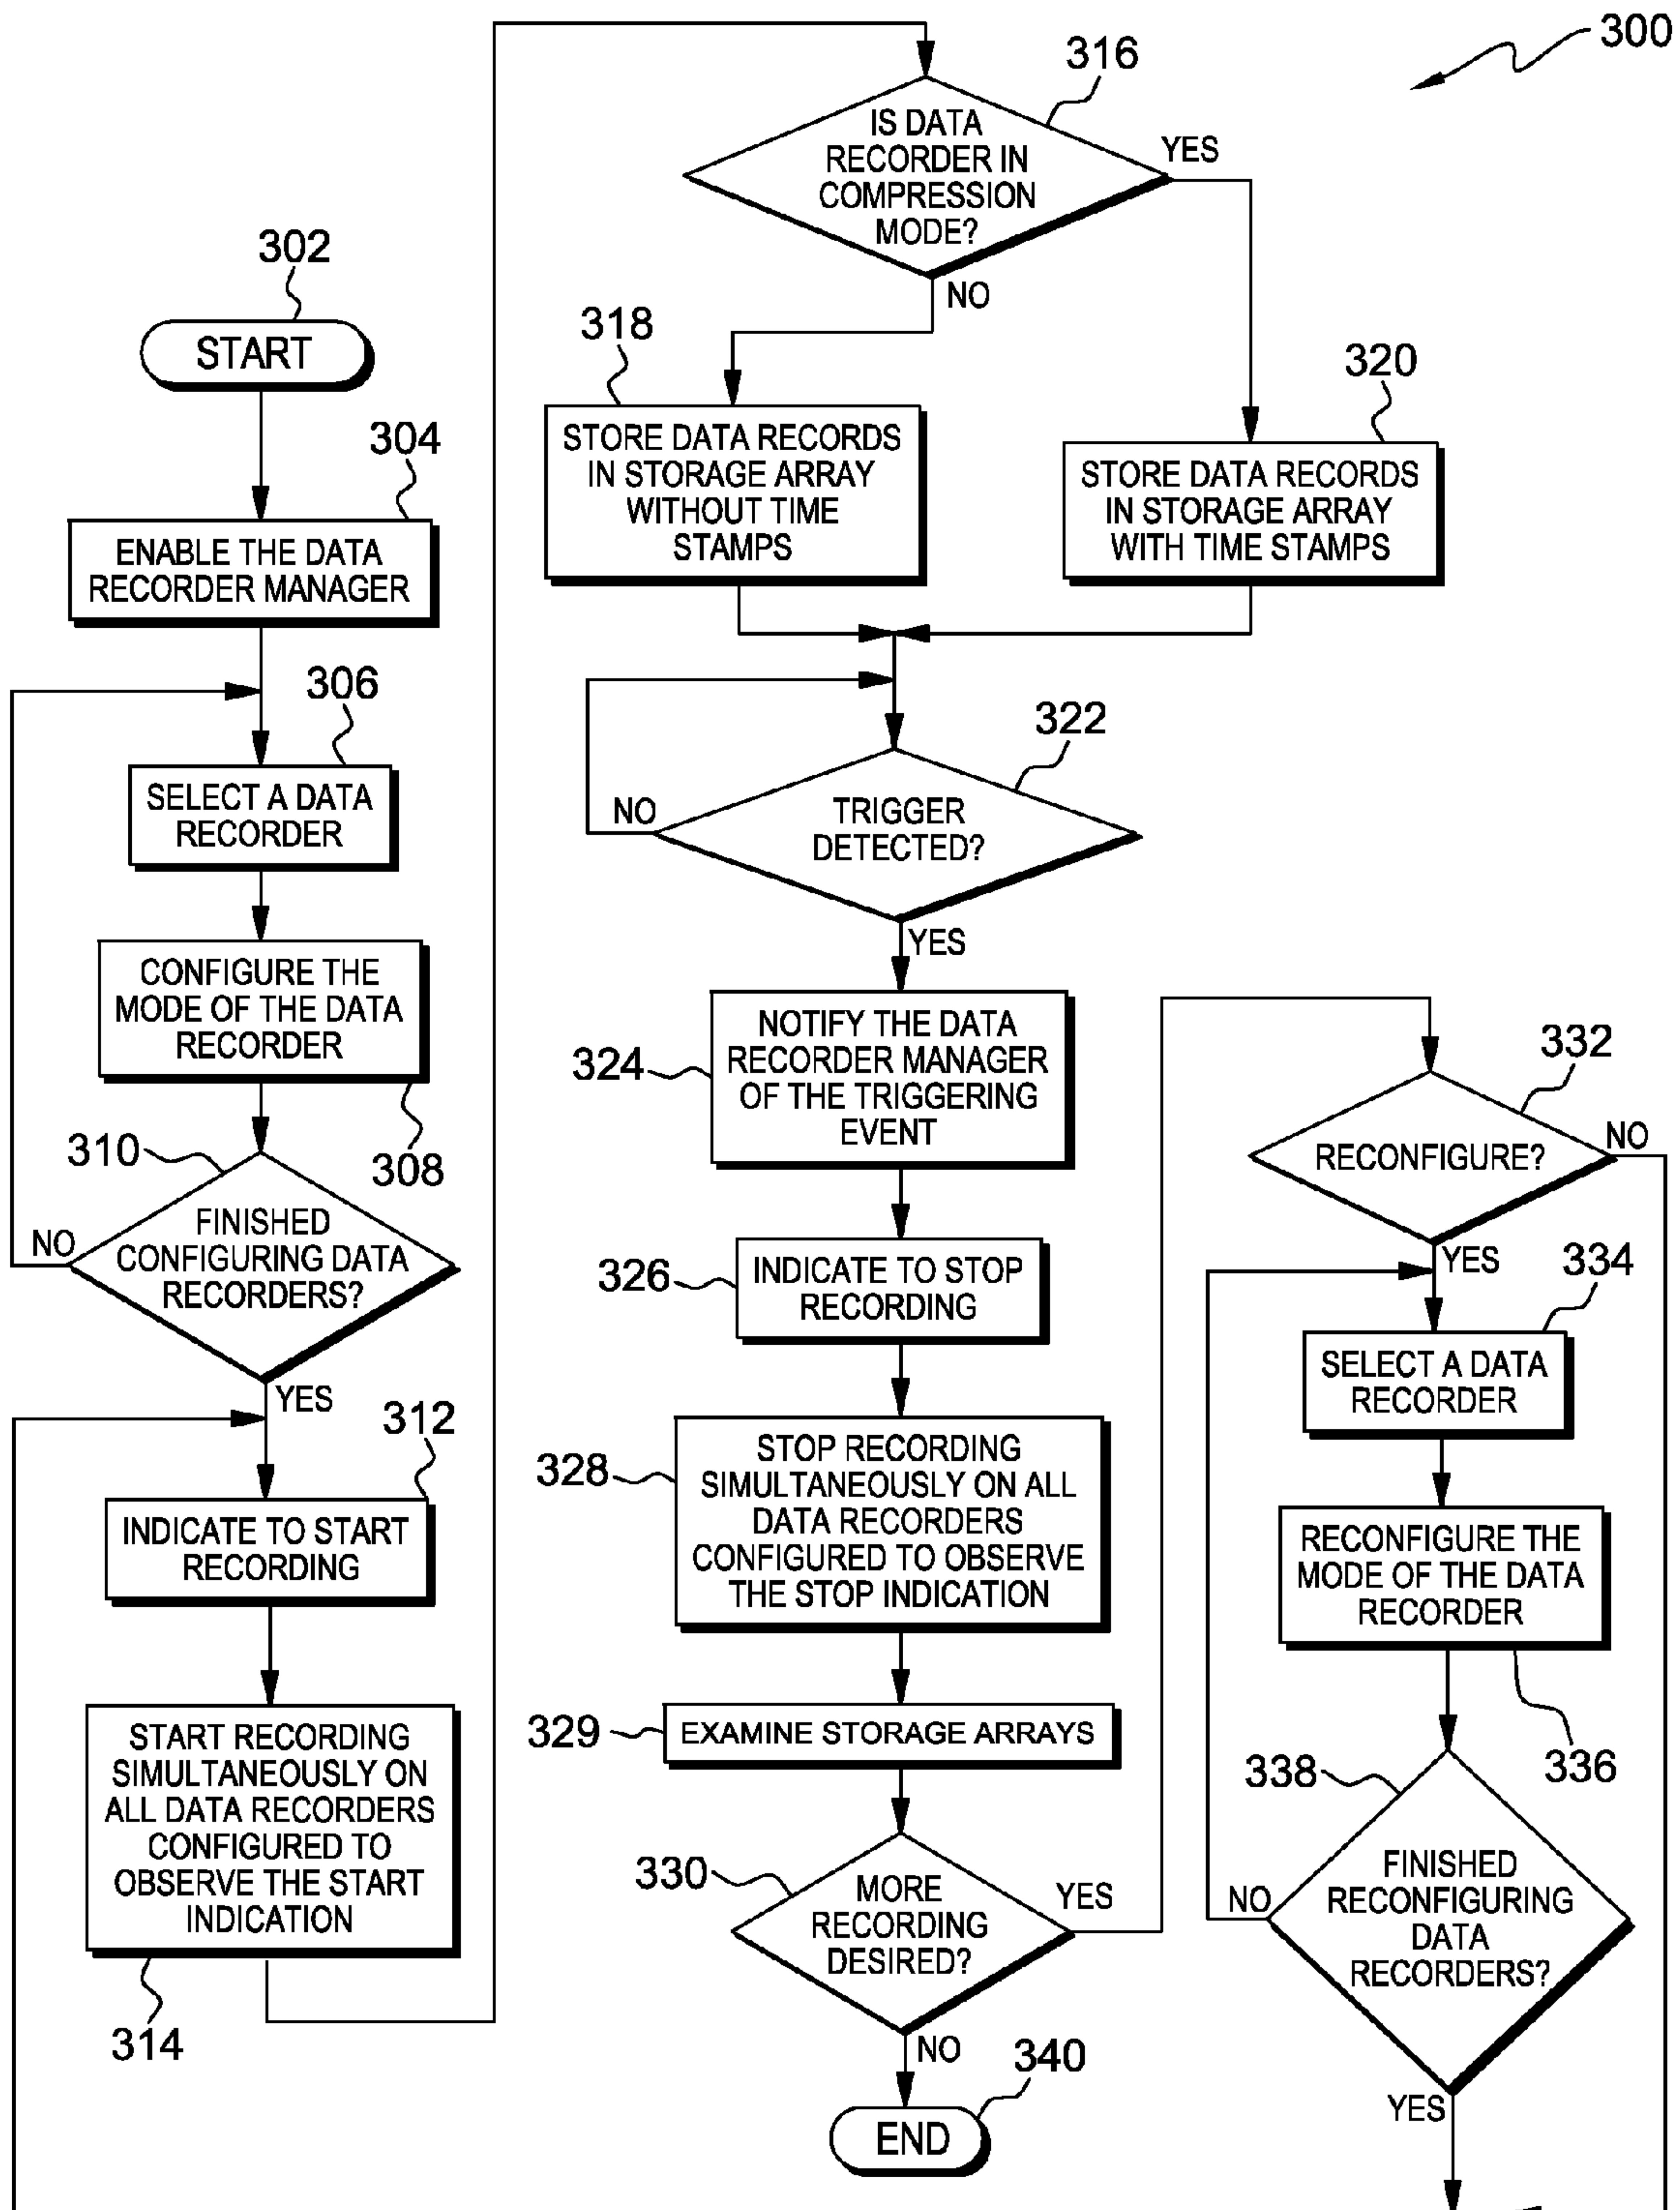 300
302
START
304
ENABLE THE DATA
RECORDER MANAGER
306
SELECT A DATA
RECORDER
CONFIGURE THE
MODE OF THE DATA
RECORDER
308
310
FINISHED
CONFIGURING DATA
RECORDERS?
NO
YES
312
INDICATE TO START
RECORDING
START RECORDING
SIMULTANEOUSLY ON
ALL DATA RECORDERS
CONFIGURED TO
OBSERVE THE START
INDICATION
314
316
IS DATA
RECORDER IN
COMPRESSION
MODE?
YES
NO
318
STORE DATA RECORDS
IN STORAGE ARRAY
WITHOUT TIME
STAMPS
320
STORE DATA RECORDS
IN STORAGE ARRAY
WITH TIME STAMPS
322
TRIGGER
DETECTED?
NO
YES
324
NOTIFY THE DATA
RECORDER MANAGER
OF THE TRIGGERING
EVENT
326
INDICATE TO STOP
RECORDING
328
STOP RECORDING
SIMULTANEOUSLY ON ALL
DATA RECORDERS
CONFIGURED TO OBSERVE
THE STOP INDICATION
329
EXAMINE STORAGE ARRAYS
330
MORE
RECORDING
DESIRED?
YES
NO
340
END
332
RECONFIGURE?
NO
YES
334
SELECT A DATA
RECORDER
RECONFIGURE THE
MODE OF THE DATA
RECORDER
336
338
FINISHED
RECONFIGURING
DATA
RECORDERS?
NO
YES